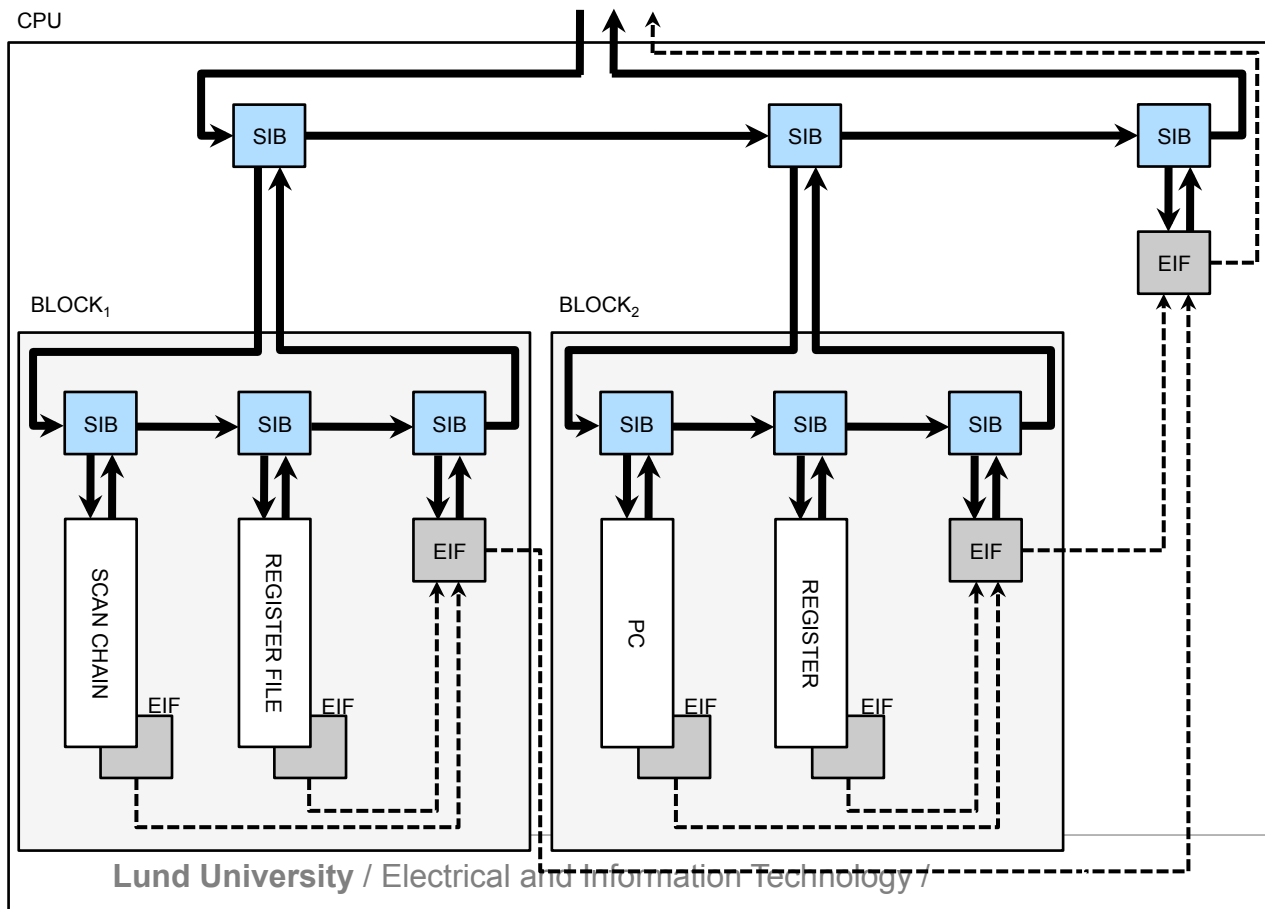 CPU
SIB
SIB
SIB
EIF
BLOCK₁
BLOCK₂
SIB
SIB
SIB
SIB
SIB
SIB
EIF
EIF
SCAN CHAIN
REGISTER FILE
PC
REGISTER
EIF
EIF
EIF
EIF
Lund University / Electrical and Information Technology /